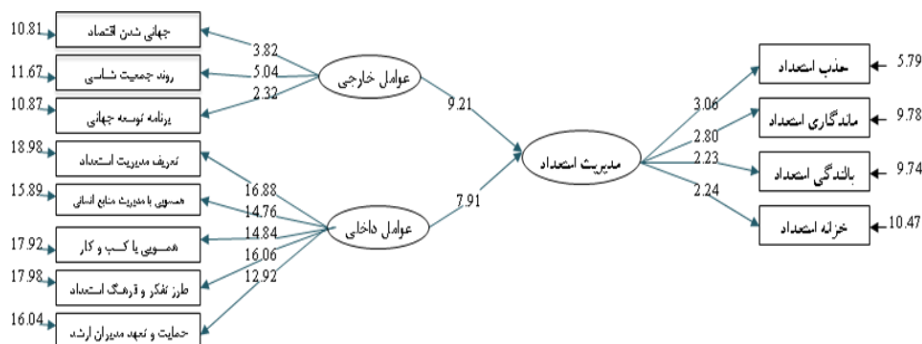 10.81 جهانی شدن اقتصاد
11.67 روند جمعیت شناسی
10.87 برنامه توسعه جهانی
18.98 تعریف مدیریت استعداد
15.89 همسویی با مدیریت منابع انسانی
17.92 همسویی با کسب و کار
17.98 طرز تفکر و فرهنگ استعداد
16.04 حمایت و تعهد مدیران ارشد
3.82
5.04
2.32
عوامل خارجی
16.88
14.76
14.84
16.06
12.92
عوامل داخلی
9.21
7.91
مدیریت استعداد
3.06
2.80
2.23
2.24
جذب استعداد 5.79
ماندگاری استعداد 9.78
بالندگی استعداد 9.74
خزانه استعداد 10.47